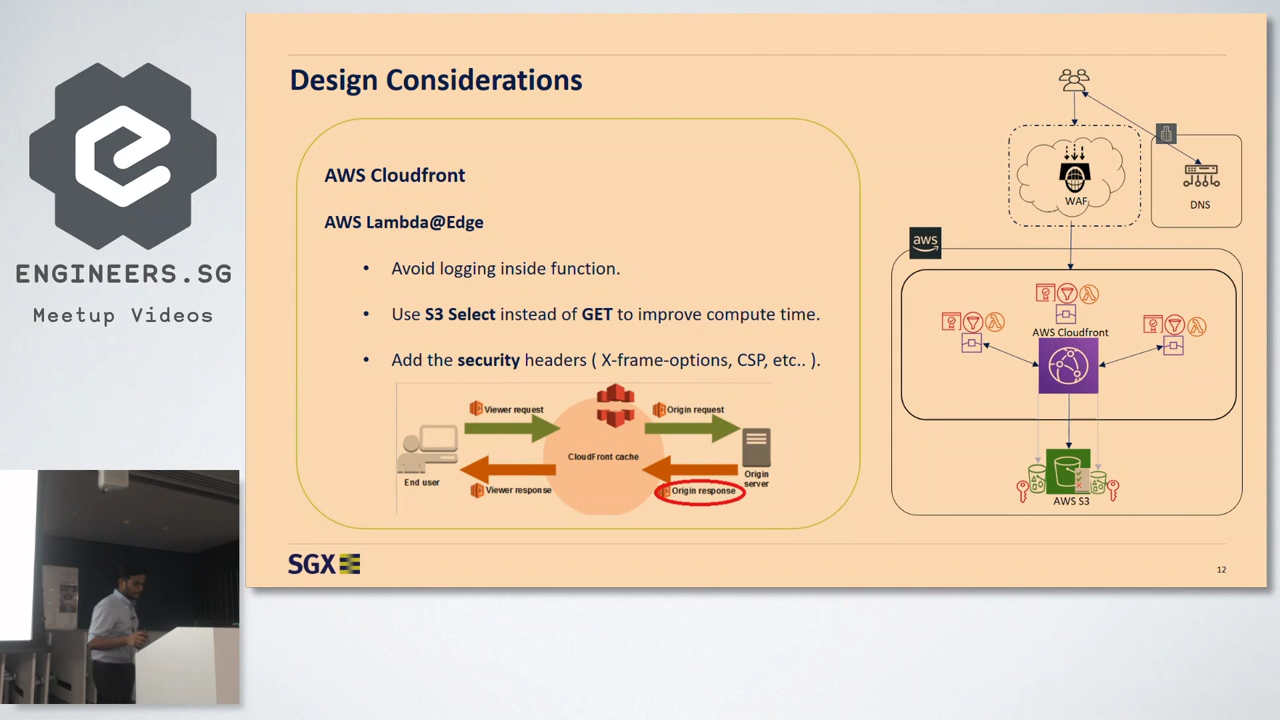 ENGINEERS.SG
Meetup Videos
Design Considerations
AWS Cloudfront
AWS Lambda@Edge
• Avoid logging inside function.
• Use S3 Select instead of GET to improve compute time.
• Add the security headers ( X-frame-options, CSP, etc.. ).
Viewer request
Origin request
CloudFront cache
End user
Origin
server
Viewer response
Origin response
WAF
DNS
aws
AWS Cloudfront
AWS S3
SGX
12